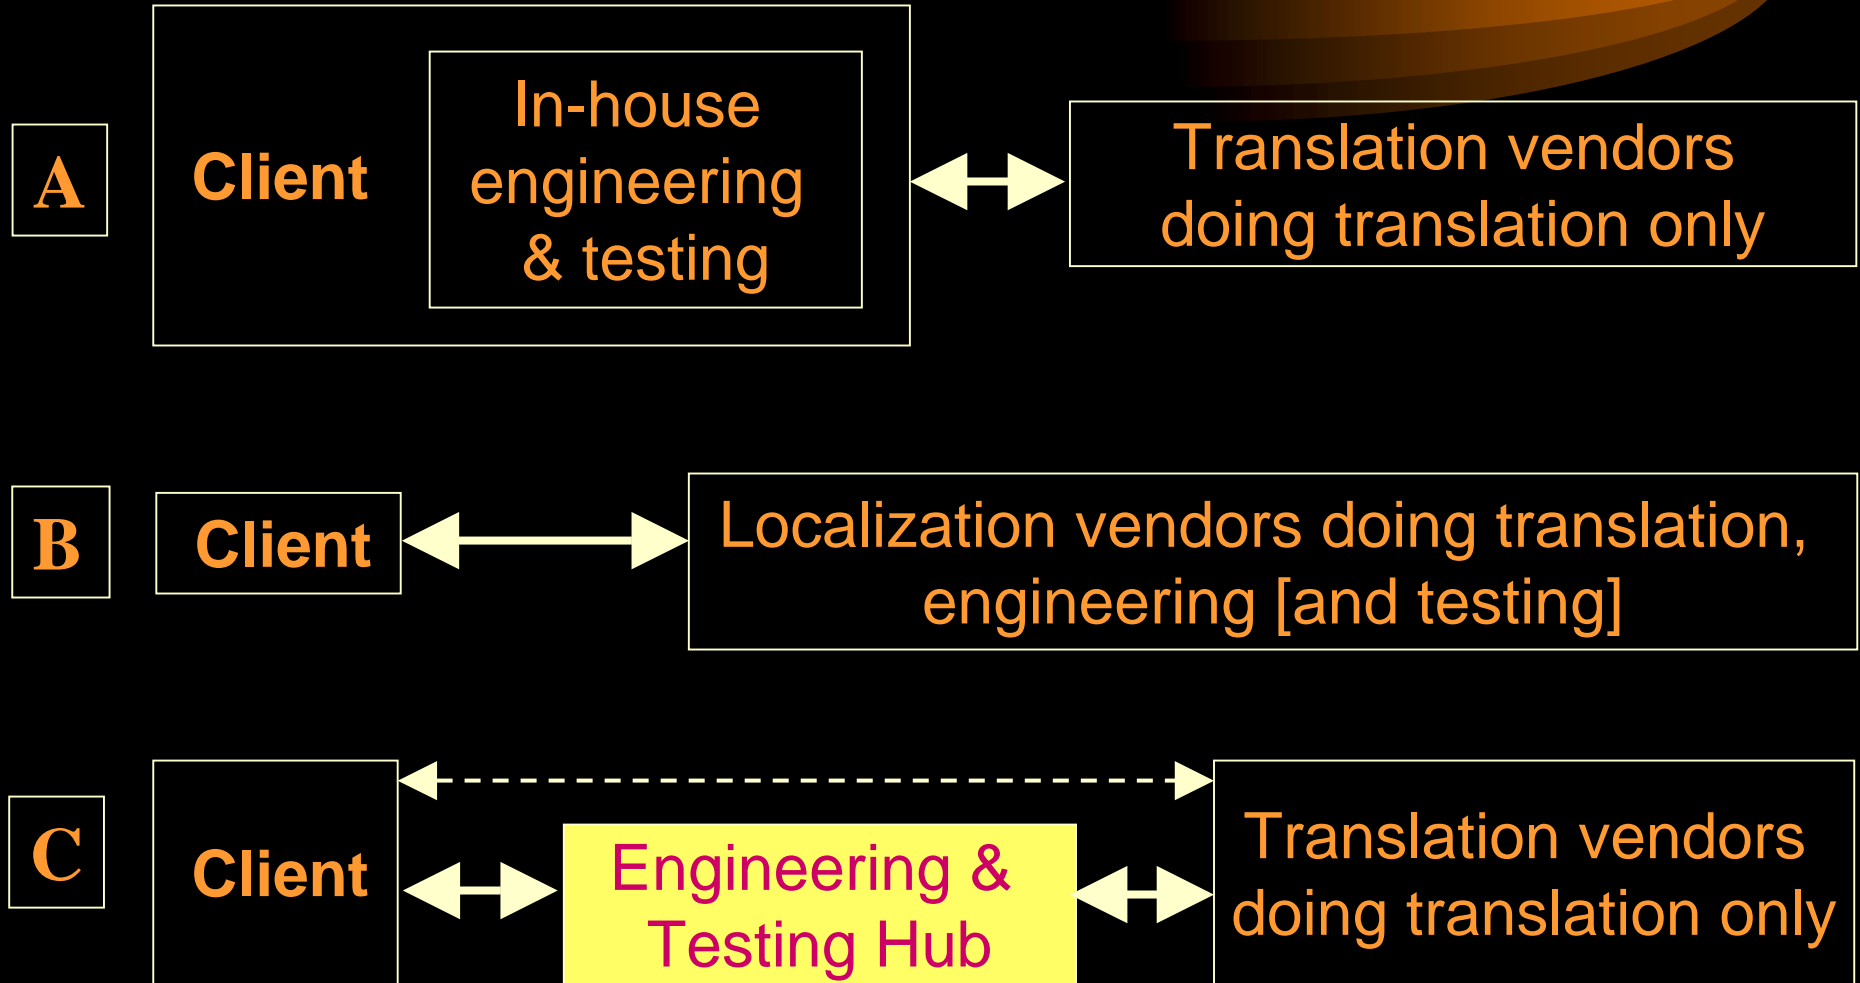 A
Client
In-house
engineering
& testing
Translation vendors
doing translation only
B
Client
Localization vendors doing translation,
engineering [and testing]
C
Client
Engineering &
Testing Hub
Translation vendors
doing translation only